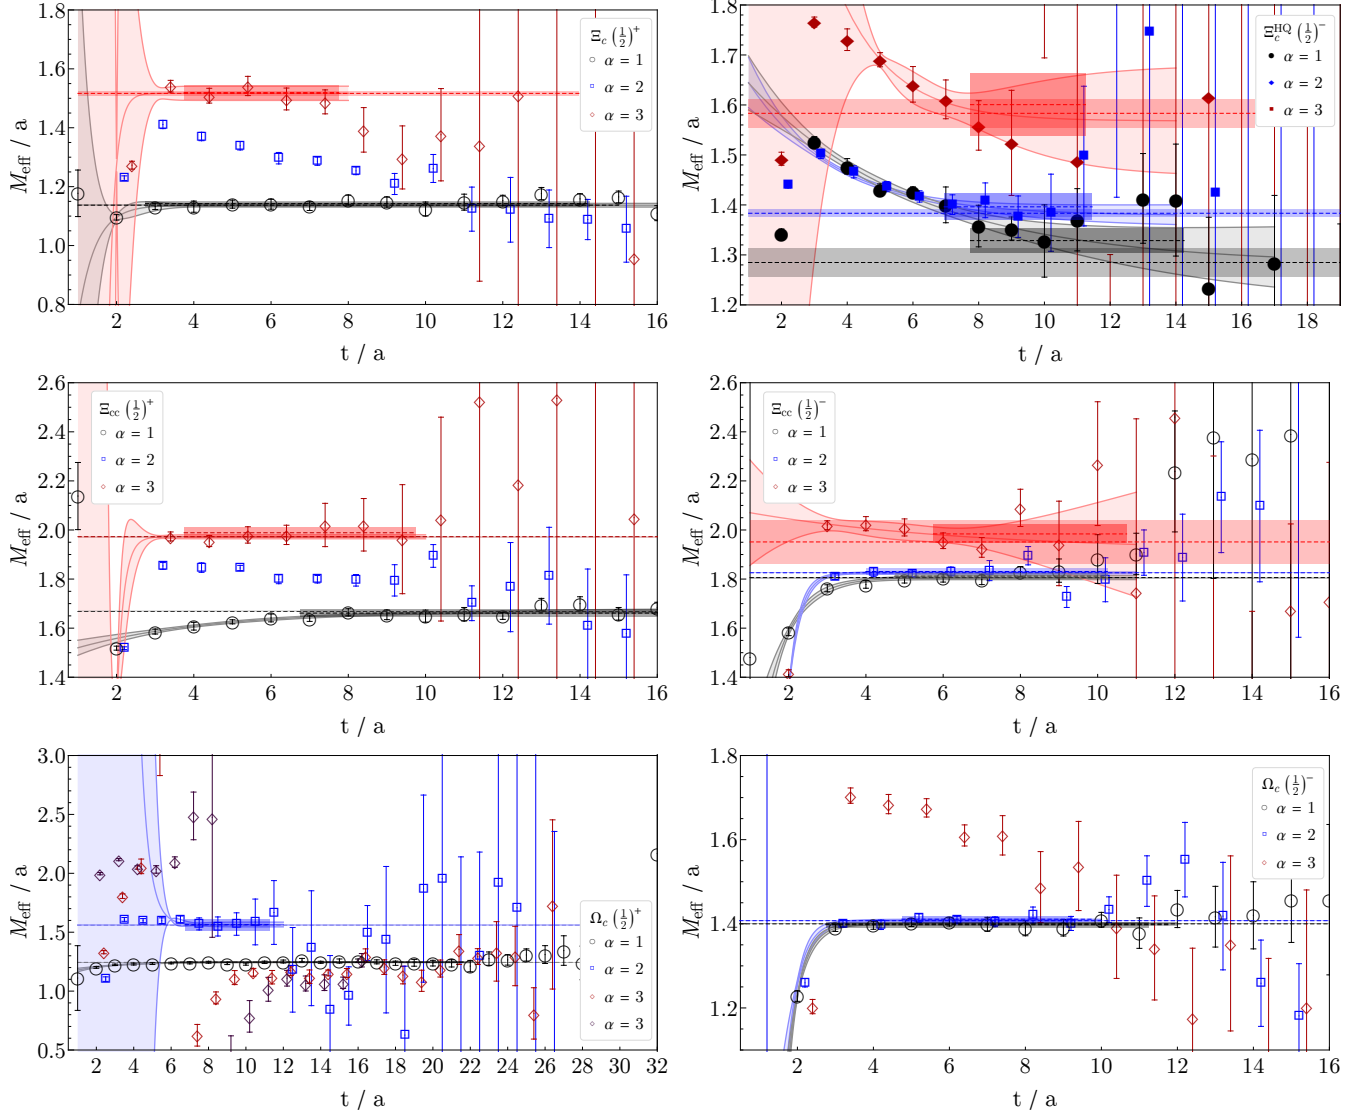 M_eff / a
1.8
1.6
1.4
1.2
1.0
0.8
2 4 6 8 10 12 14 16
t / a
Ξ_c (1/2)^+
α = 1
α = 2
α = 3
M_eff / a
1.8
1.7
1.6
1.5
1.4
1.3
1.2
2 4 6 8 10 12 14 16 18
t / a
Ξ_c^HQ (1/2)^-
α = 1
α = 2
α = 3
M_eff / a
2.6
2.4
2.2
2.0
1.8
1.6
1.4
2 4 6 8 10 12 14 16
t / a
Ξ_cc (1/2)^+
α = 1
α = 2
α = 3
M_eff / a
2.6
2.4
2.2
2.0
1.8
1.6
1.4
2 4 6 8 10 12 14 16
t / a
Ξ_cc (1/2)^-
α = 1
α = 2
α = 3
M_eff / a
3.0
2.5
2.0
1.5
1.0
0.5
2 4 6 8 10 12 14 16 18 20 22 24 26 28 30 32
t / a
Ω_c (1/2)^+
α = 1
α = 2
α = 3
α = 3
M_eff / a
1.8
1.6
1.4
1.2
2 4 6 8 10 12 14 16
t / a
Ω_c (1/2)^-
α = 1
α = 2
α = 3